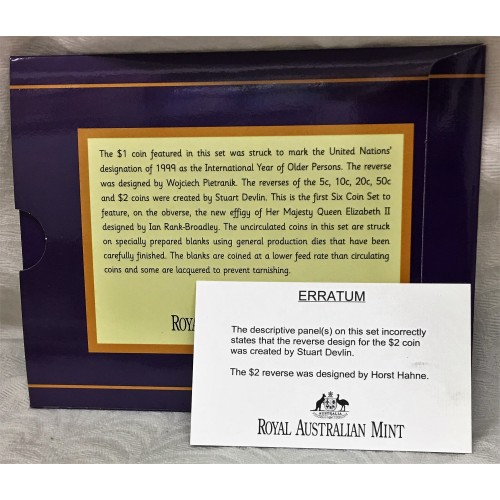 The $1 coin featured in this set was struck to mark the United Nations'
designation of 1999 as the International Year of Older Persons. The reverse
was designed by Wojciech Pietranik. The reverses of the 5c, 10c, 20c, 50c
and $2 coins were created by Stuart Devlin. This is the first Six Coin Set to
feature, on the obverse, the new effigy of Her Majesty Queen Elizabeth II
designed by Ian Rank-Broadley. The uncirculated coins in this set are struck
on specially prepared blanks using general production dies that have been
carefully finished. The blanks are coined at a lower feed rate than circulating
coins and some are lacquered to prevent tarnishing.
ROYA
ERRATUM
The descriptive panel(s) on this set incorrectly
states that the reverse design for the $2 coin
was created by Stuart Devlin.
The $2 reverse was designed by Horst Hahne.
AUSTRALIA
ROYAL AUSTRALIAN MINT